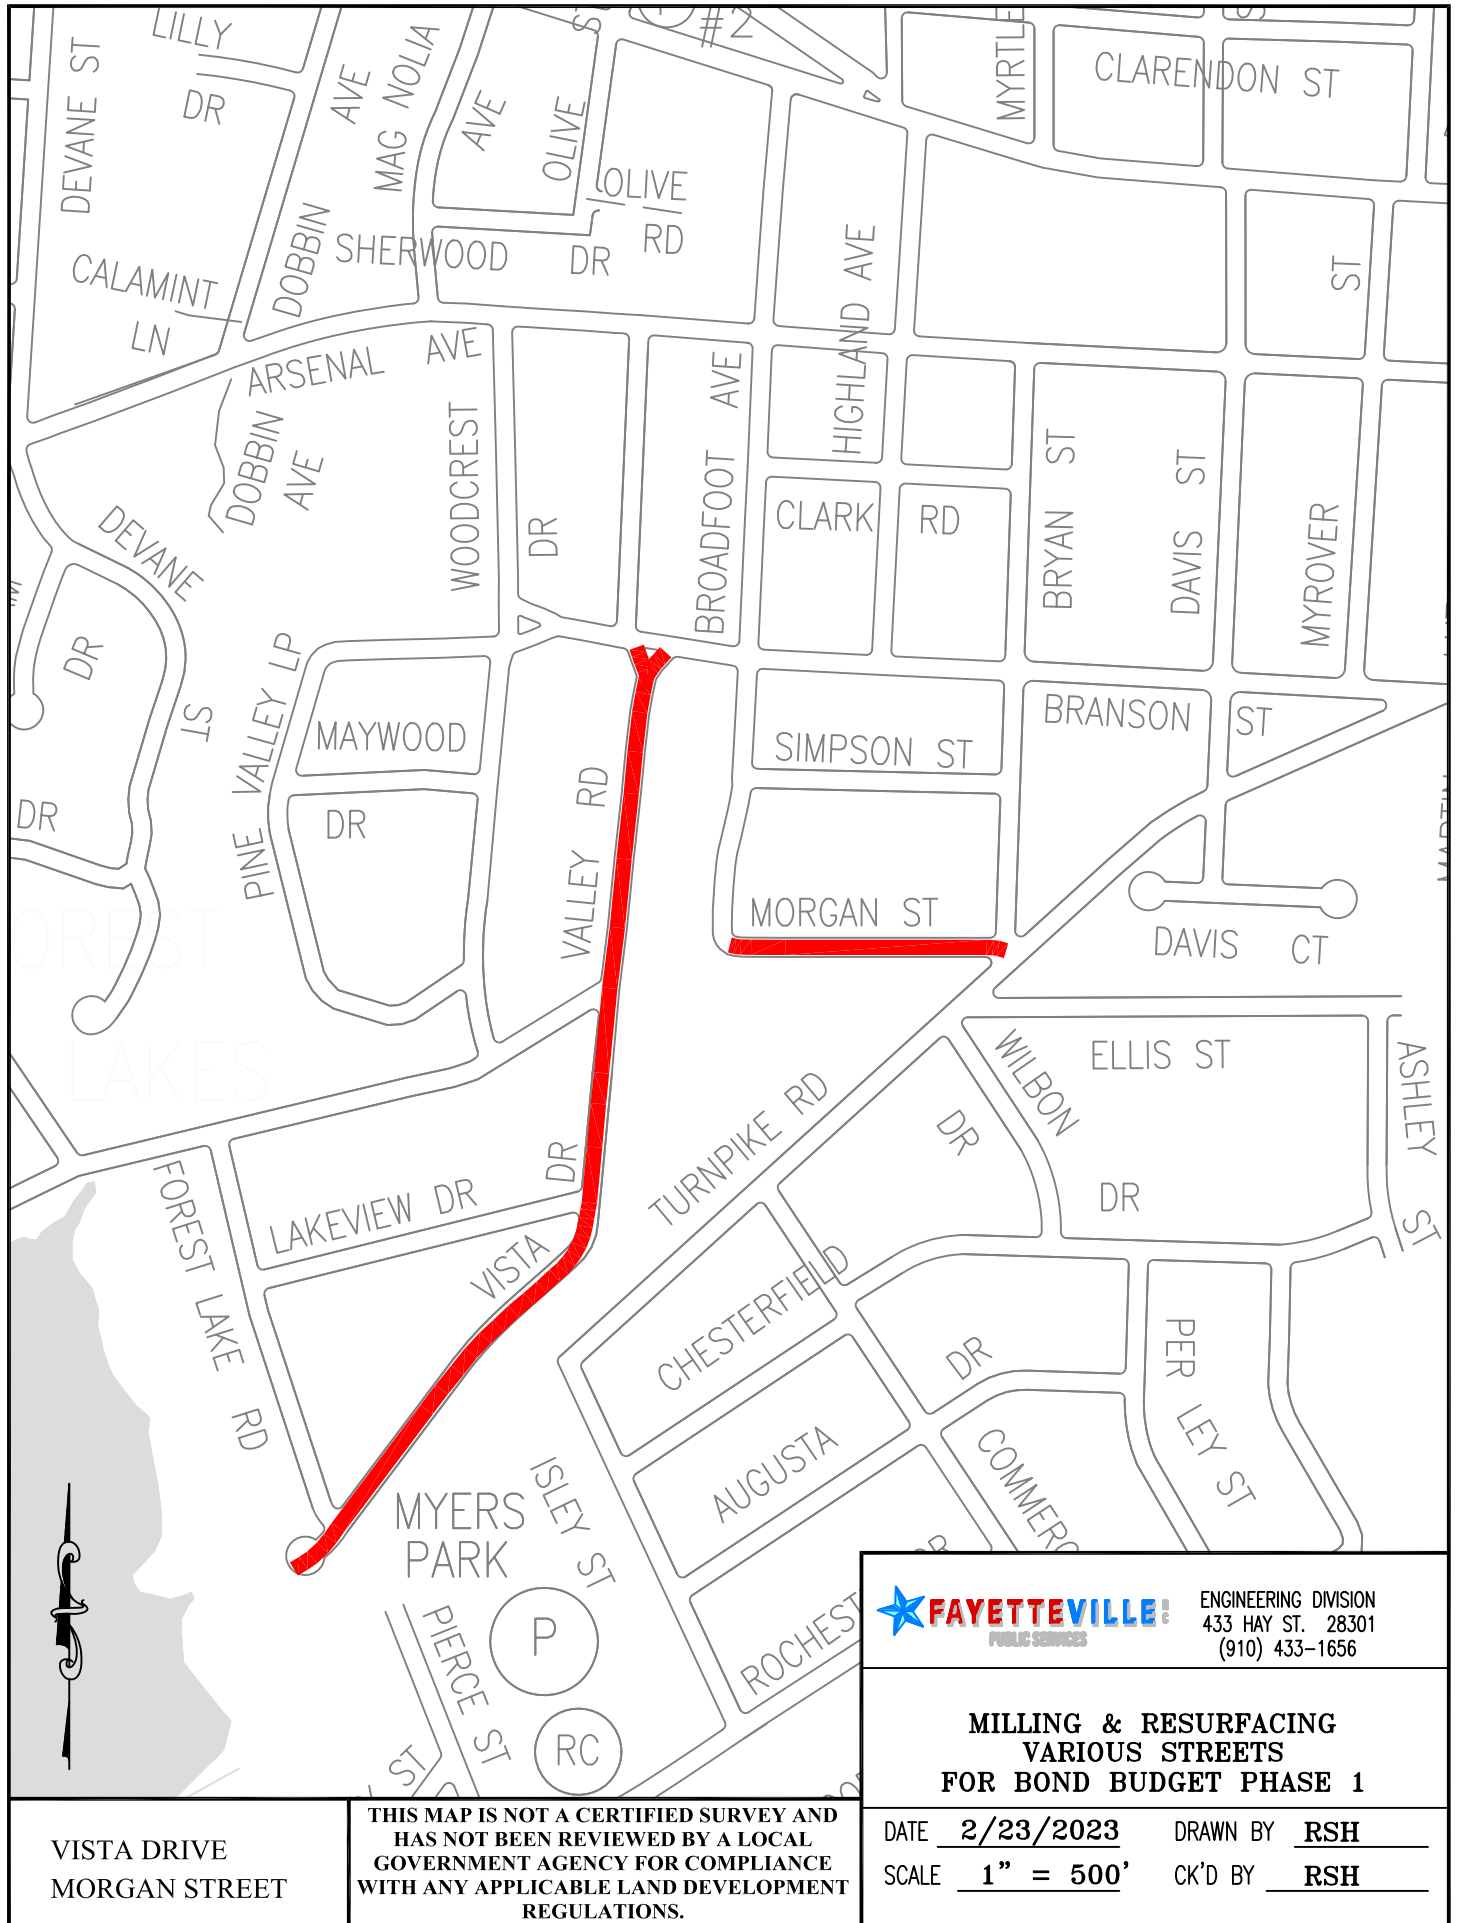 LILLY
DR
DEVANE ST
AVE
MAG NOLIA
AVE
OLIVE
#2
MYRTLE
CLARENDON ST
OLIVE
RD
DOBBIN
SHERWOOD DR
CALAMINT
LN
HIGHLAND AVE
ST
ARSENAL AVE
DOBBIN
AVE
WOODCREST
DR
BROADFOOT AVE
CLARK RD
BRYAN ST
DAVIS ST
MYROVER
DEVANE
ST
DR
DR
PINE VALLEY LP
MAYWOOD
DR
VALLEY RD
SIMPSON ST
BRANSON ST
MORGAN ST
DAVIS CT
OREST
LAKES
ELLIS ST
ASHLEY
ST
WILBON
DR
DR
TURNPIKE RD
FOREST LAKE RD
LAKEVIEW DR
VISTA
DR
CHESTERFIELD
DR
PER LEY ST
AUGUSTA
COMMERC
ISLEY ST
MYERS
PARK
P
RC
PIERCE ST
ROCHEST
ST
FAYETTEVILLE
PUBLIC SERVICES
ENGINEERING DIVISION
433 HAY ST. 28301
(910) 433-1656
MILLING & RESURFACING
VARIOUS STREETS
FOR BOND BUDGET PHASE 1
DATE 2/23/2023 DRAWN BY RSH
SCALE 1" = 500' CK'D BY RSH
VISTA DRIVE
MORGAN STREET
THIS MAP IS NOT A CERTIFIED SURVEY AND
HAS NOT BEEN REVIEWED BY A LOCAL
GOVERNMENT AGENCY FOR COMPLIANCE
WITH ANY APPLICABLE LAND DEVELOPMENT
REGULATIONS.